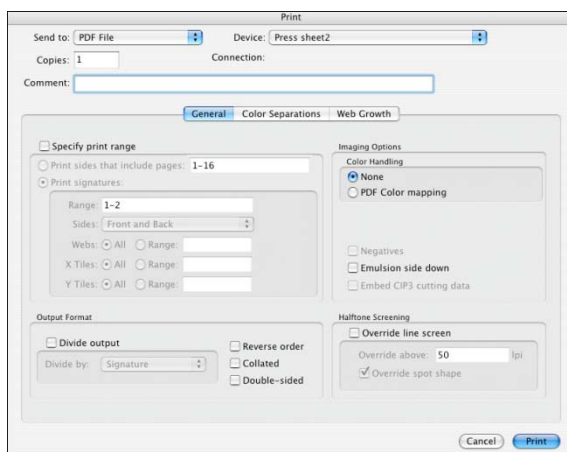 Print
Send to: PDF File Device: Press sheet2
Copies: 1 Connection:
Comment:
General Color Separations Web Growth
Specify print range
Print sides that include pages: 1-16
Print signatures:
Range: 1-2
Sides: Front and Back
Webs: All Range:
X Tiles: All Range:
Y Tiles: All Range:
Imaging Options
Color Handling
None
PDF Color mapping
Negatives
Emulsion side down
Embed CIP3 cutting data
Output Format
Divide output
Divide by: Signature
Reverse order
Collated
Double-sided
Halftone Screening
Override line screen
Override above: 50 lpi
Override spot shape
Cancel Print